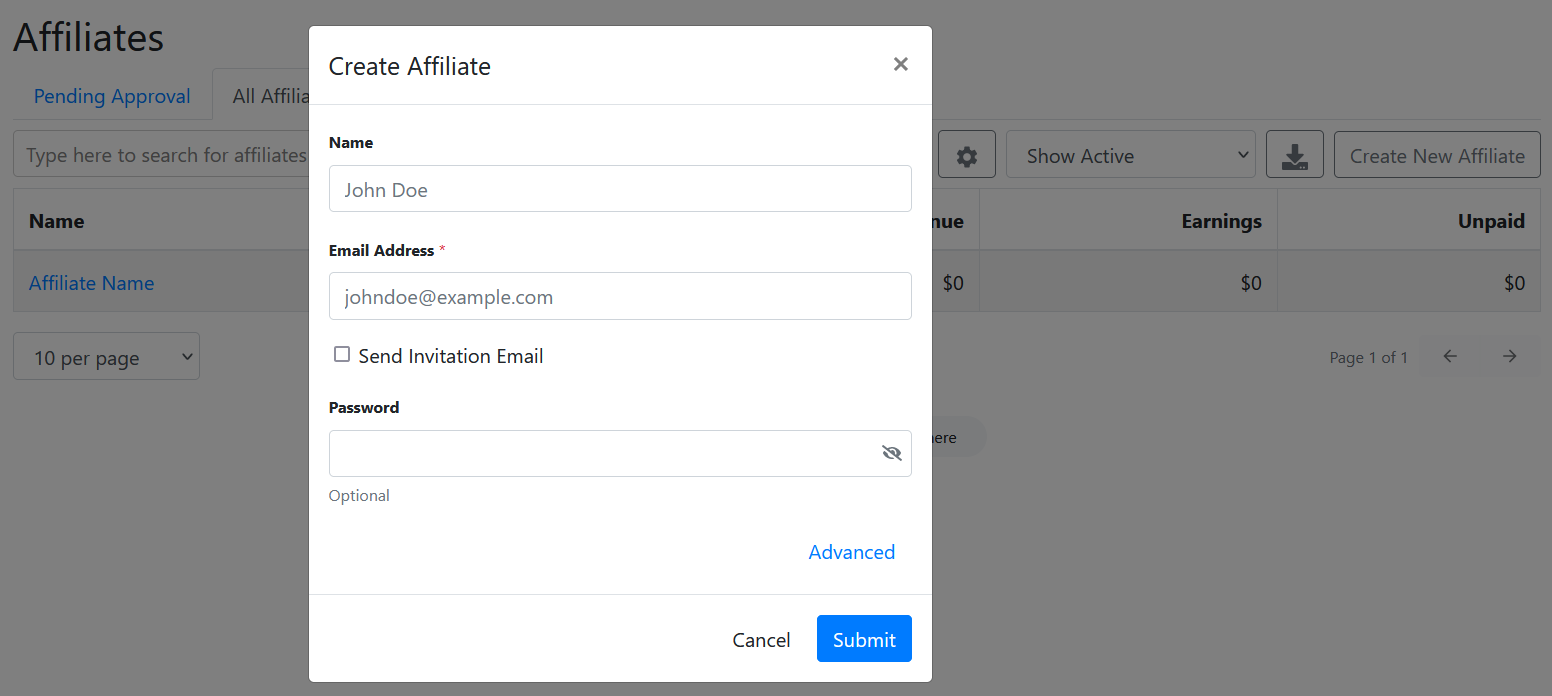 Affiliates
Pending Approval
All Affilia
Type here to search for affiliates
Show Active
Create New Affiliate
Name
nue
Earnings
Unpaid
Affiliate Name
$0
$0
$0
10 per page
Page 1 of 1
here
Create Affiliate
×
Name
John Doe
Email Address *
johndoe@example.com
Send Invitation Email
Password
Optional
Advanced
Cancel
Submit